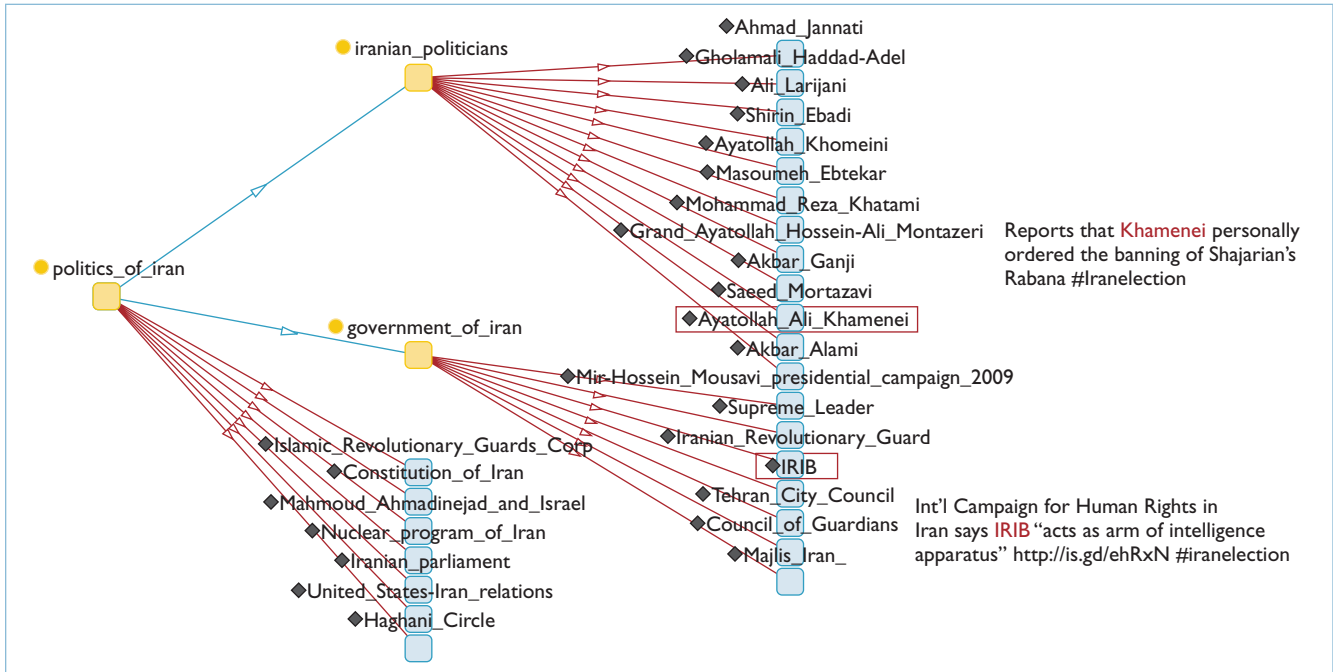 Ahmad_Jannati
iranian_politicians
Gholamali_Haddad-Adel
Ali_Larijani
Shirin_Ebadi
Ayatollah_Khomeini
Masoumeh_Ebtekar
Mohammad_Reza_Khatami
Grand_Ayatollah_Hossein-Ali_Montazeri
Akbar_Ganji
Saeed_Mortazavi
Ayatollah_Ali_Khamenei
Akbar_Alami
Reports that Khamenei personally
ordered the banning of Shajarian’s
Rabana #Iranelection
politics_of_iran
government_of_iran
Mir-Hossein_Mousavi_presidential_campaign_2009
Supreme_Leader
Iranian_Revolutionary_Guard
IRIB
Tehran_City_Council
Council_of_Guardians
Majlis_Iran_
Int’l Campaign for Human Rights in
Iran says IRIB “acts as arm of intelligence
apparatus” http://is.gd/ehRxN #iranelection
Islamic_Revolutionary_Guards_Corp
Constitution_of_Iran
Mahmoud_Ahmadinejad_and_Israel
Nuclear_program_of_Iran
Iranian_parliament
United_States-Iran_relations
Haghani_Circle